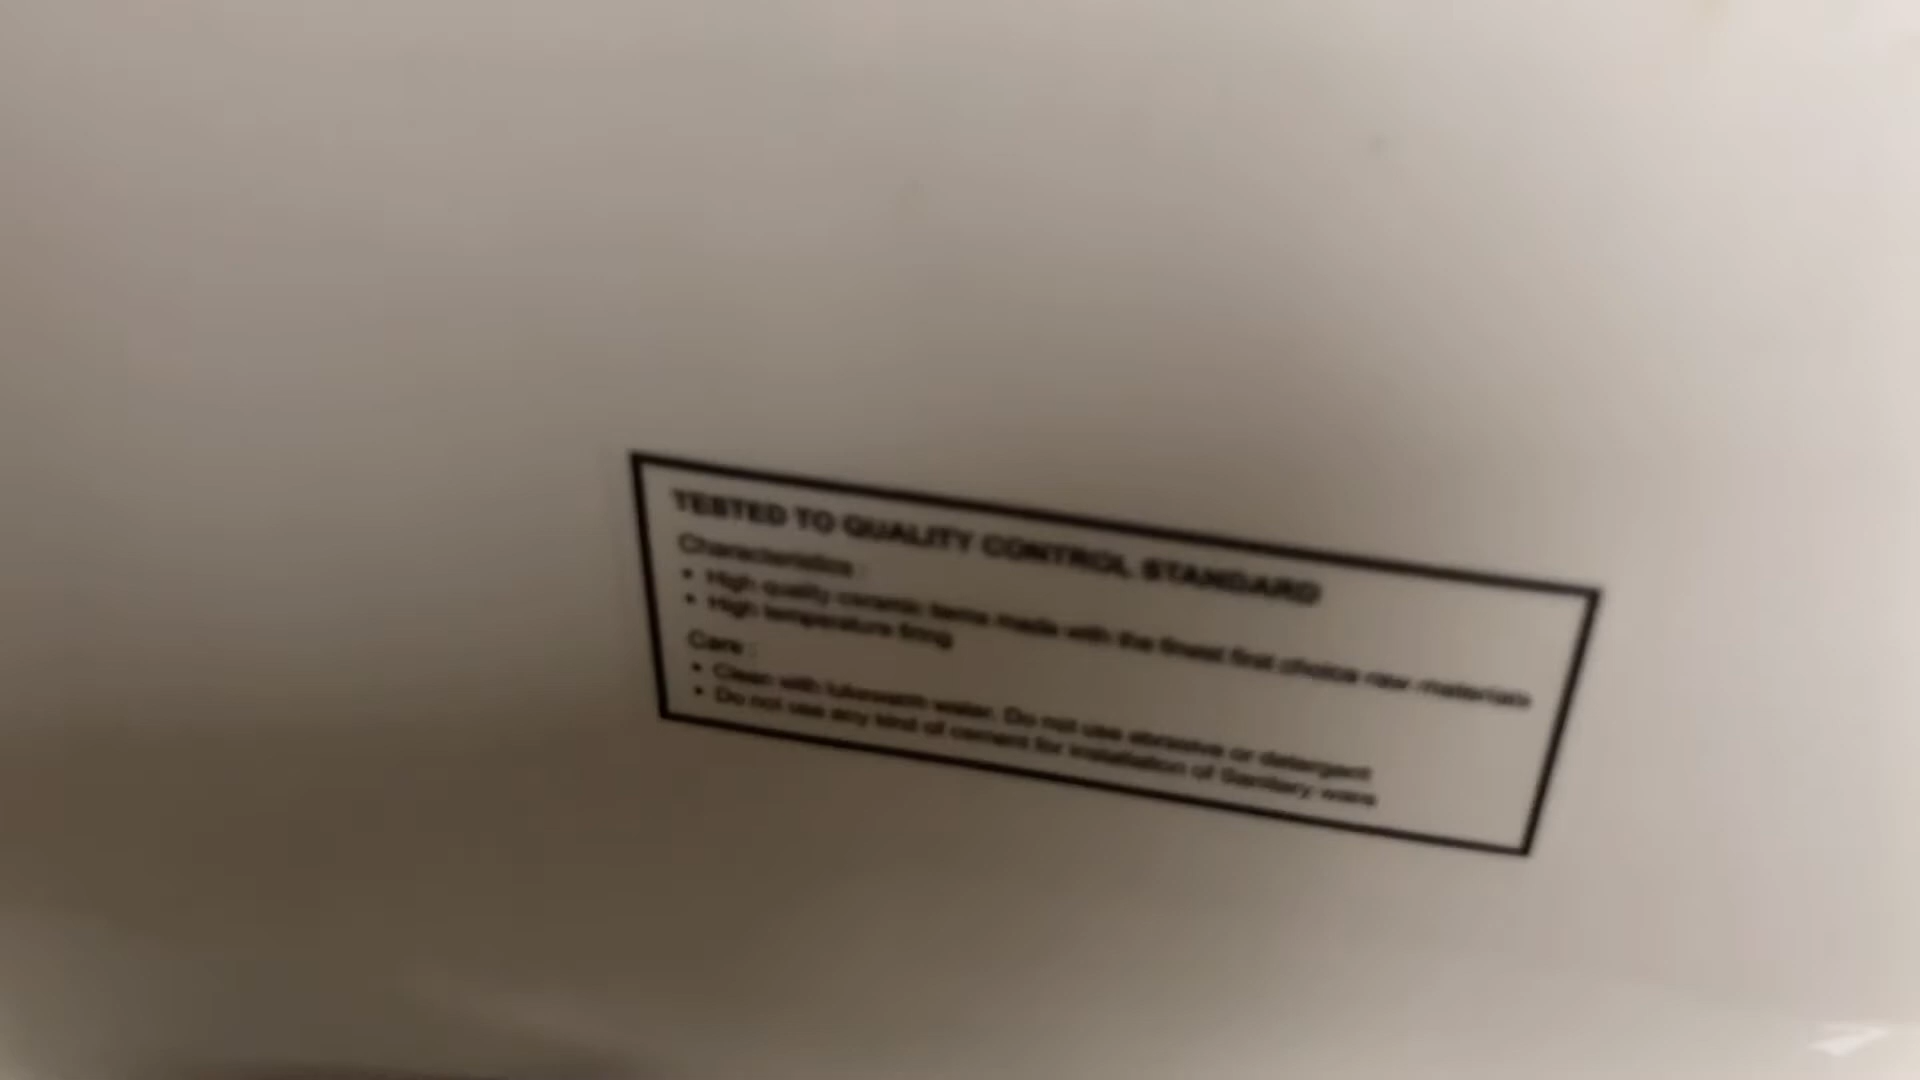 TESTED TO QUALITY CONTROL STANDARD
Characteristics :
• High quality ceramic items made with the finest first choice raw materials
• High temperature firing
Care :
• Clean with lukewarm water. Do not use abrasive or detergent
• Do not use any kind of cement for installation of Sanitary ware